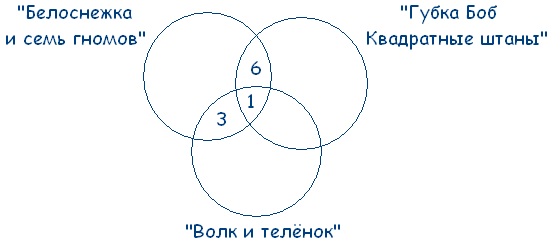 "Белоснежка
и семь гномов"
"Губка Боб
Квадратные штаны"
6
1
3
"Волк и телёнок"